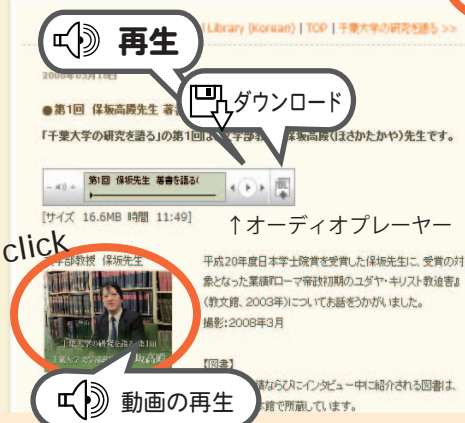 Library (Korean) | TOP | 千葉大学の研究を語る >>
再生
2008年03月18日
ダウンロード
●第1回 保坂高殿先生 著書
「千葉大学の研究を語る」の第1回は、文学部教 保坂高殿(ほさかたかや)先生です。
第1回 保坂先生 著書を語る(
[サイズ 16.6MB 時間 11:49]
↑オーディオプレーヤー
click
学部教授 保坂先生
平成20年度日本学士院賞を受賞した保坂先生に、受賞の対
象となった業績『ローマ帝政初期のユダヤ・キリスト教迫害』
(教文館、2003年)についてお話をうかがいました。
撮影:2008年3月
千葉大学の研究を語る 第1回
千葉大学文学部
【図書】
績ならびにインタビュー中に紹介される図書は、
館で所蔵しています。
動画の再生